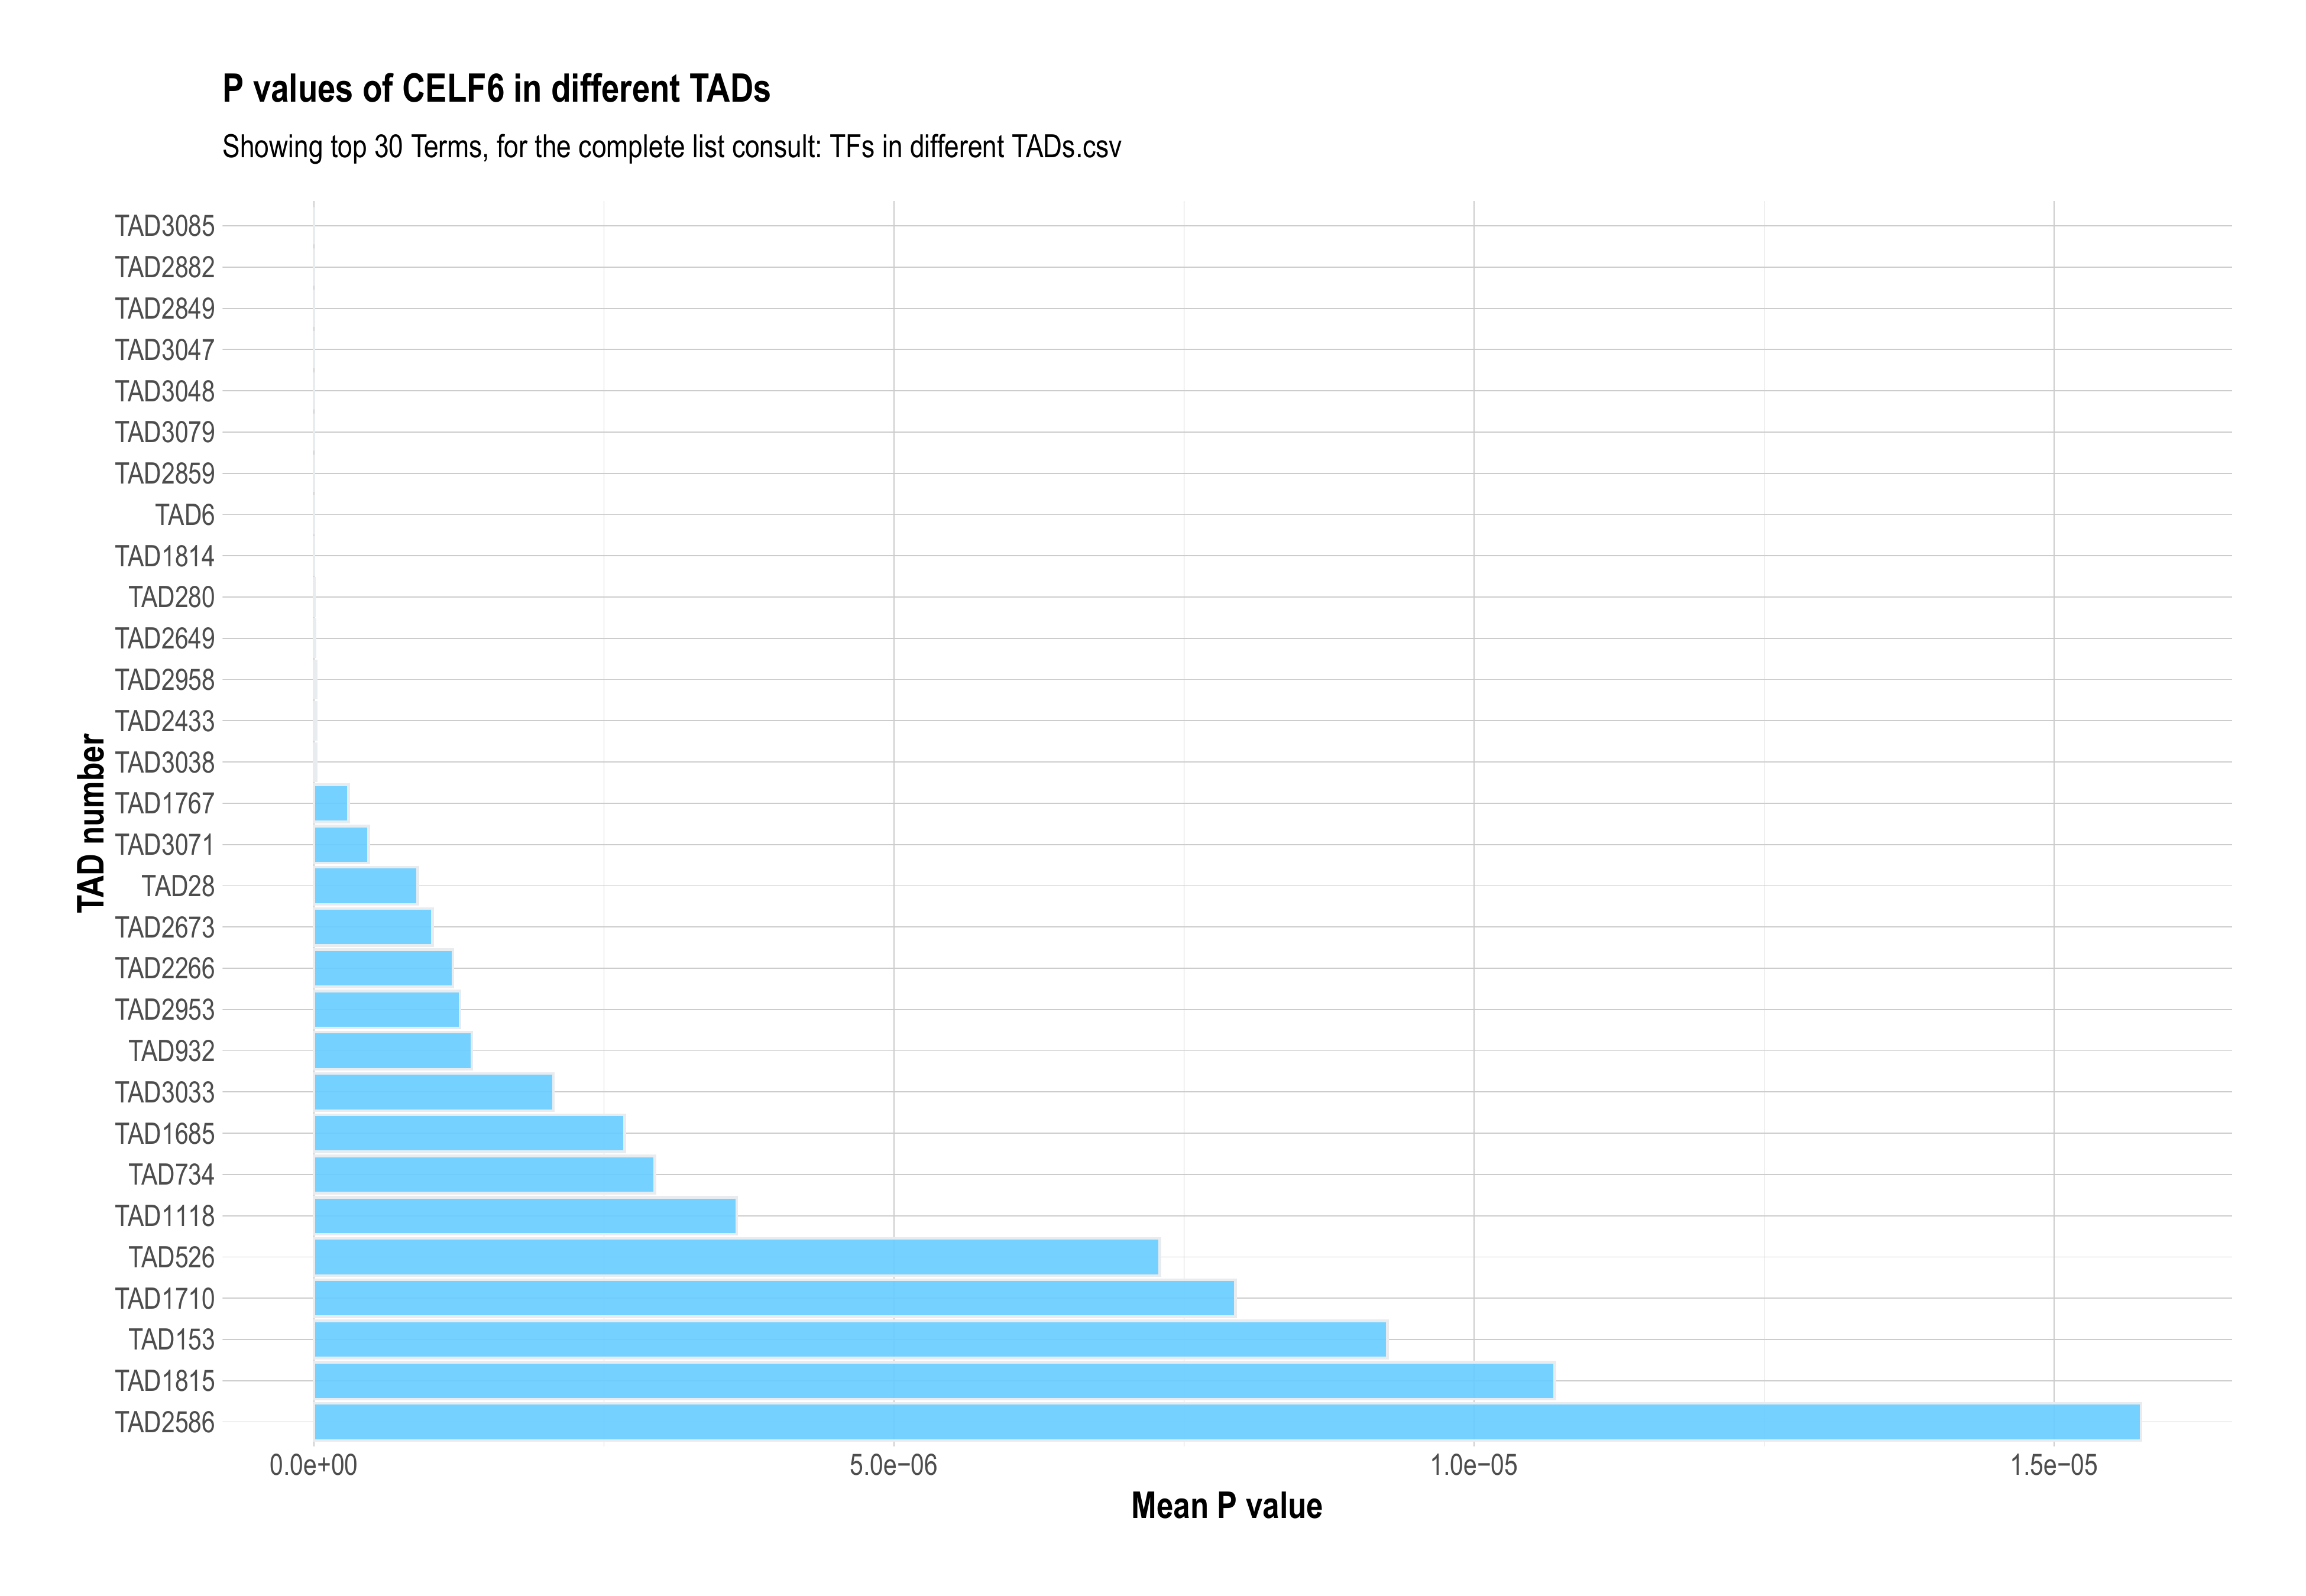 P values of CELF6 in different TADs
Showing top 30 Terms, for the complete list consult: TFs in different TADs.csv
TAD number
TAD3085
TAD2882
TAD2849
TAD3047
TAD3048
TAD3079
TAD2859
TAD6
TAD1814
TAD280
TAD2649
TAD2958
TAD2433
TAD3038
TAD1767
TAD3071
TAD28
TAD2673
TAD2266
TAD2953
TAD932
TAD3033
TAD1685
TAD734
TAD1118
TAD526
TAD1710
TAD153
TAD1815
TAD2586
0.0e+00 5.0e−06 1.0e−05 1.5e−05
Mean P value